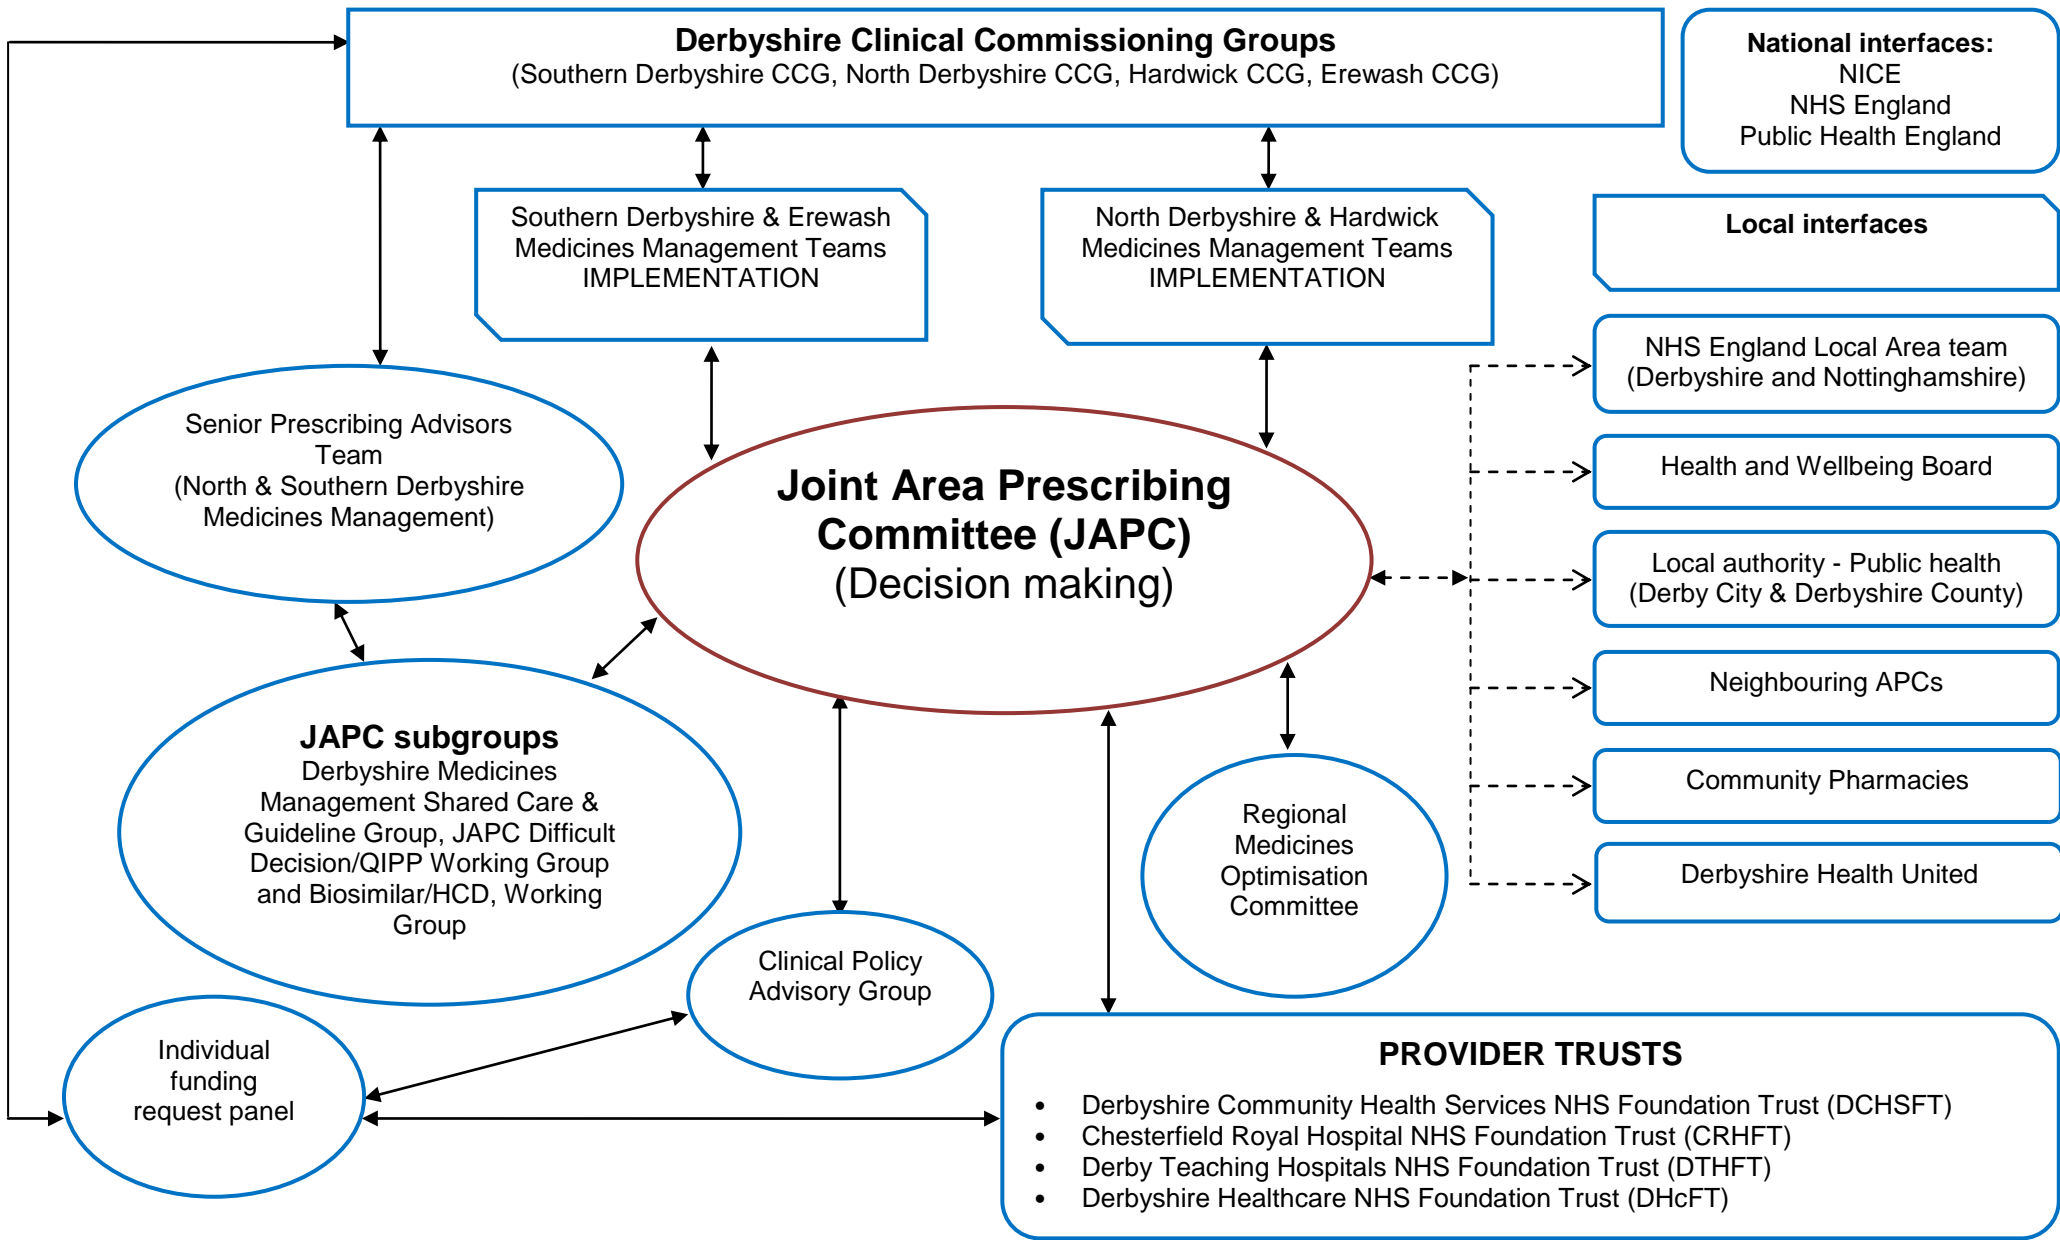 Derbyshire Clinical Commissioning Groups
(Southern Derbyshire CCG, North Derbyshire CCG, Hardwick CCG, Erewash CCG)
National interfaces:
NICE
NHS England
Public Health England
Southern Derbyshire & Erewash
Medicines Management Teams
IMPLEMENTATION
North Derbyshire & Hardwick
Medicines Management Teams
IMPLEMENTATION
Local interfaces
NHS England Local Area team
(Derbyshire and Nottinghamshire)
Health and Wellbeing Board
Local authority - Public health
(Derby City & Derbyshire County)
Neighbouring APCs
Community Pharmacies
Derbyshire Health United
Senior Prescribing Advisors
Team
(North & Southern Derbyshire
Medicines Management)
Joint Area Prescribing
Committee (JAPC)
(Decision making)
JAPC subgroups
Derbyshire Medicines
Management Shared Care &
Guideline Group, JAPC Difficult
Decision/QIPP Working Group
and Biosimilar/HCD, Working
Group
Regional
Medicines
Optimisation
Committee
Clinical Policy
Advisory Group
Individual
funding
request panel
PROVIDER TRUSTS
• Derbyshire Community Health Services NHS Foundation Trust (DCHSFT)
• Chesterfield Royal Hospital NHS Foundation Trust (CRHFT)
• Derby Teaching Hospitals NHS Foundation Trust (DTHFT)
• Derbyshire Healthcare NHS Foundation Trust (DHcFT)